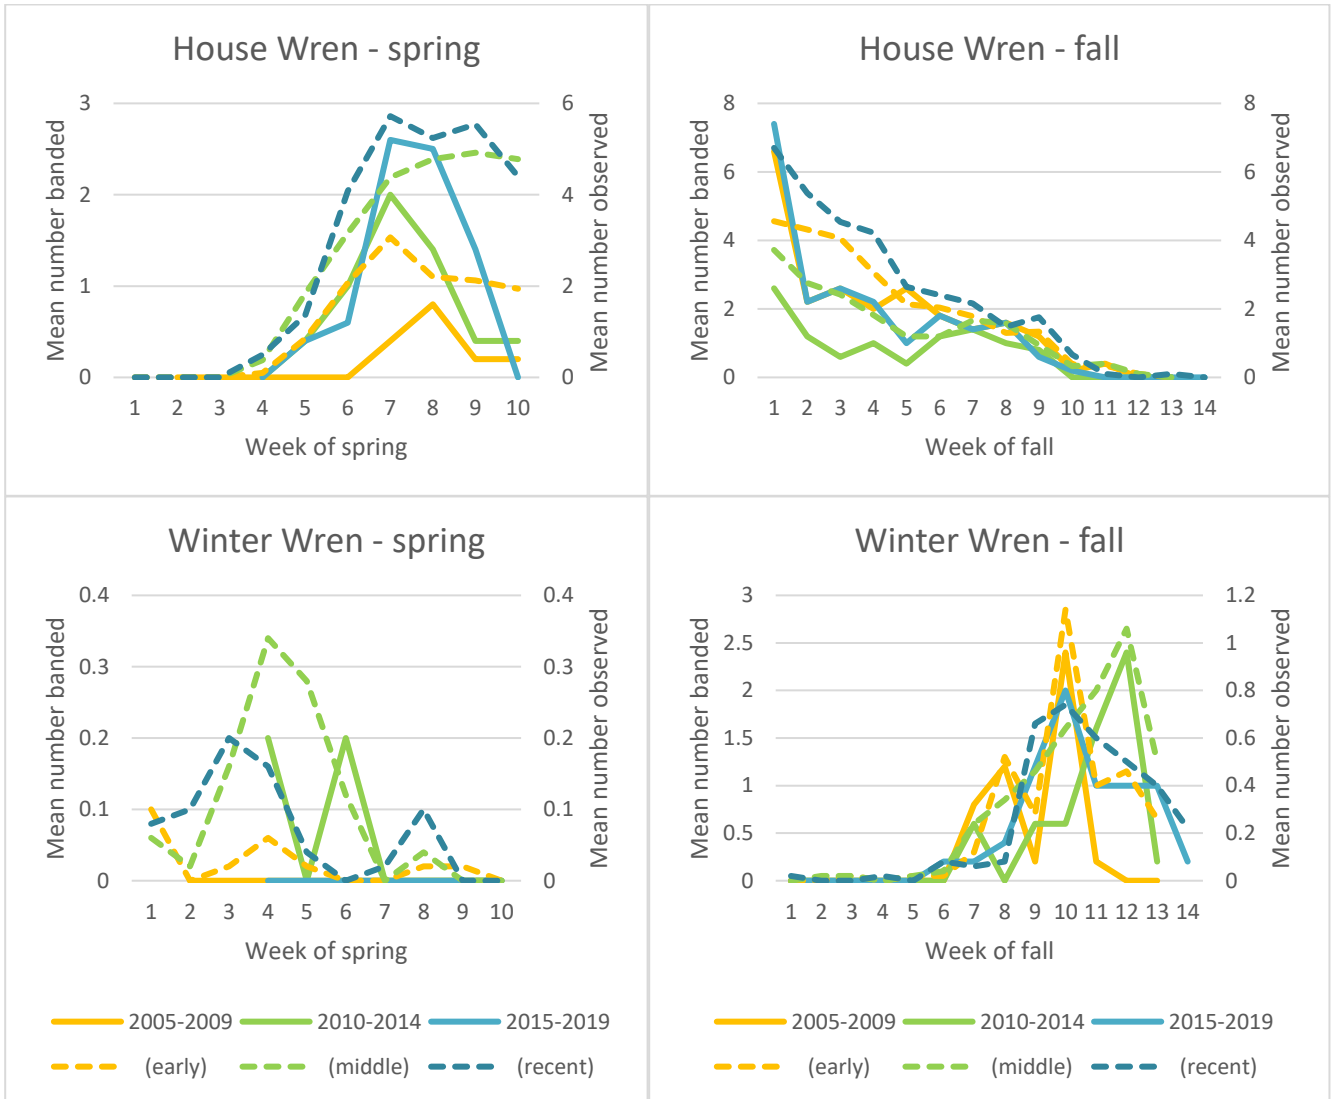 House Wren - spring
3
2
1
0
Mean number banded
6
4
2
0
Mean number observed
1 2 3 4 5 6 7 8 9 10
Week of spring
House Wren - fall
8
6
4
2
0
Mean number banded
8
6
4
2
0
Mean number observed
1 2 3 4 5 6 7 8 9 10 11 12 13 14
Week of fall
Winter Wren - spring
0.4
0.3
0.2
0.1
0
Mean number banded
0.4
0.3
0.2
0.1
0
Mean number observed
1 2 3 4 5 6 7 8 9 10
Week of spring
2005-2009 2010-2014 2015-2019
(early) (middle) (recent)
Winter Wren - fall
3
2.5
2
1.5
1
0.5
0
Mean number banded
1.2
1
0.8
0.6
0.4
0.2
0
Mean number observed
1 2 3 4 5 6 7 8 9 10 11 12 13 14
Week of fall
2005-2009 2010-2014 2015-2019
(early) (middle) (recent)